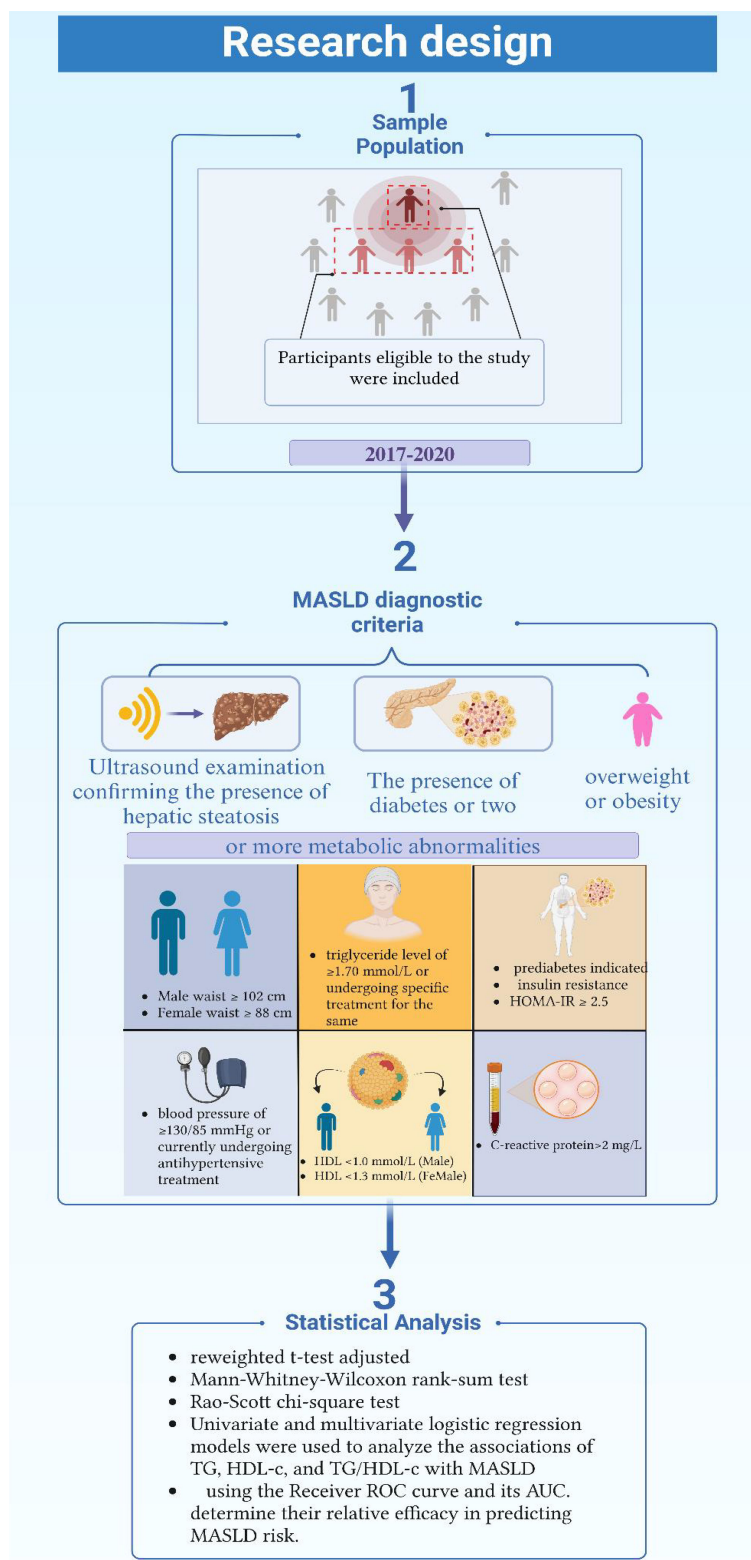 Research design
1
Sample
Population
Participants eligible to the study
were included
2017-2020
2
MASLD diagnostic
criteria
Ultrasound examination
confirming the presence of
hepatic steatosis
The presence of
diabetes or two
overweight
or obesity
or more metabolic abnormalities
• Male waist ≥ 102 cm
• Female waist ≥ 88 cm
• triglyceride level of
≥1.70 mmol/L or
undergoing specific
treatment for the
same
• prediabetes indicated
• insulin resistance
• HOMA-IR ≥ 2.5
• blood pressure of
≥130/85 mmHg or
currently undergoing
antihypertensive
treatment
• HDL <1.0 mmol/L (Male)
• HDL <1.3 mmol/L (FeMale)
• C-reactive protein>2 mg/L
3
Statistical Analysis
• reweighted t-test adjusted
• Mann-Whitney-Wilcoxon rank-sum test
• Rao-Scott chi-square test
• Univariate and multivariate logistic regression
models were used to analyze the associations of
TG, HDL-c, and TG/HDL-c with MASLD
• using the Receiver ROC curve and its AUC.
determine their relative efficacy in predicting
MASLD risk.